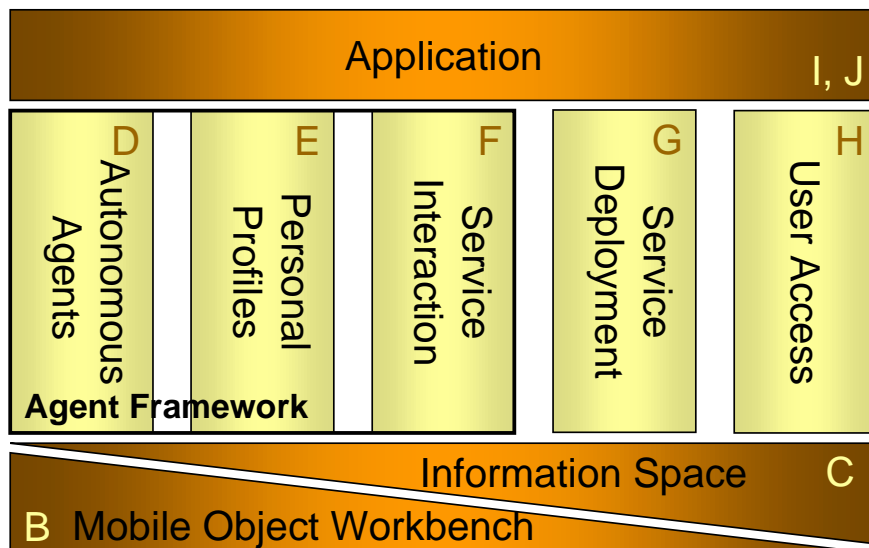 Application
I, J
D
Autonomous
Agents
E
Personal
Profiles
F
Service
Interaction
G
Service
Deployment
H
User Access
Agent Framework
Information Space
C
B
Mobile Object Workbench